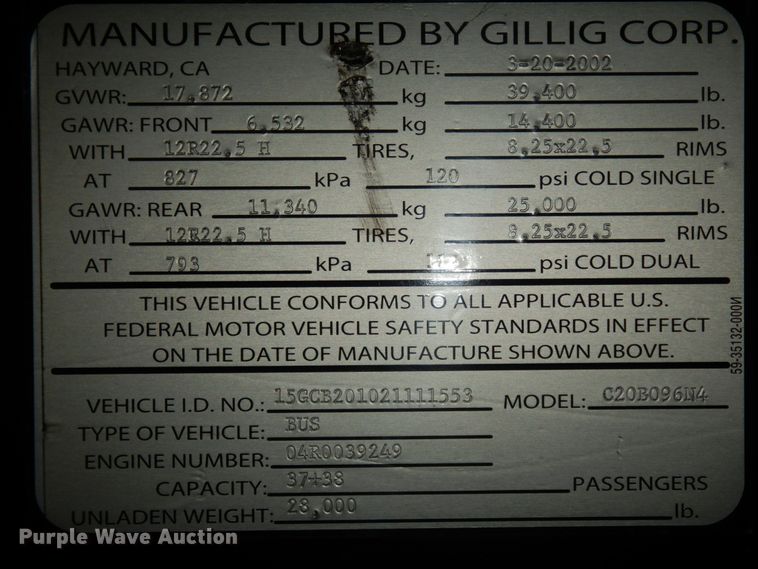 MANUFACTURED BY GILLIG CORP.
HAYWARD, CA DATE: 3-20-2002
GVWR: 17,872 kg 39,400 lb.
GAWR: FRONT 6,532 kg 14,400 lb.
WITH 12R22.5 H TIRES, 8.25x22.5 RIMS
AT 827 kPa 120 psi COLD SINGLE
GAWR: REAR 11,340 kg 25,000 lb.
WITH 12R22.5 H TIRES, 8.25x22.5 RIMS
AT 793 kPa psi COLD DUAL
THIS VEHICLE CONFORMS TO ALL APPLICABLE U.S.
FEDERAL MOTOR VEHICLE SAFETY STANDARDS IN EFFECT
ON THE DATE OF MANUFACTURE SHOWN ABOVE.
59-35132-000N
VEHICLE I.D. NO.: 15GCB201021111553 MODEL: C20B096N4
TYPE OF VEHICLE: BUS
ENGINE NUMBER: 04R0039249
CAPACITY: 37+38 PASSENGERS
UNLADEN WEIGHT: 28,000 lb.
Purple Wave Auction